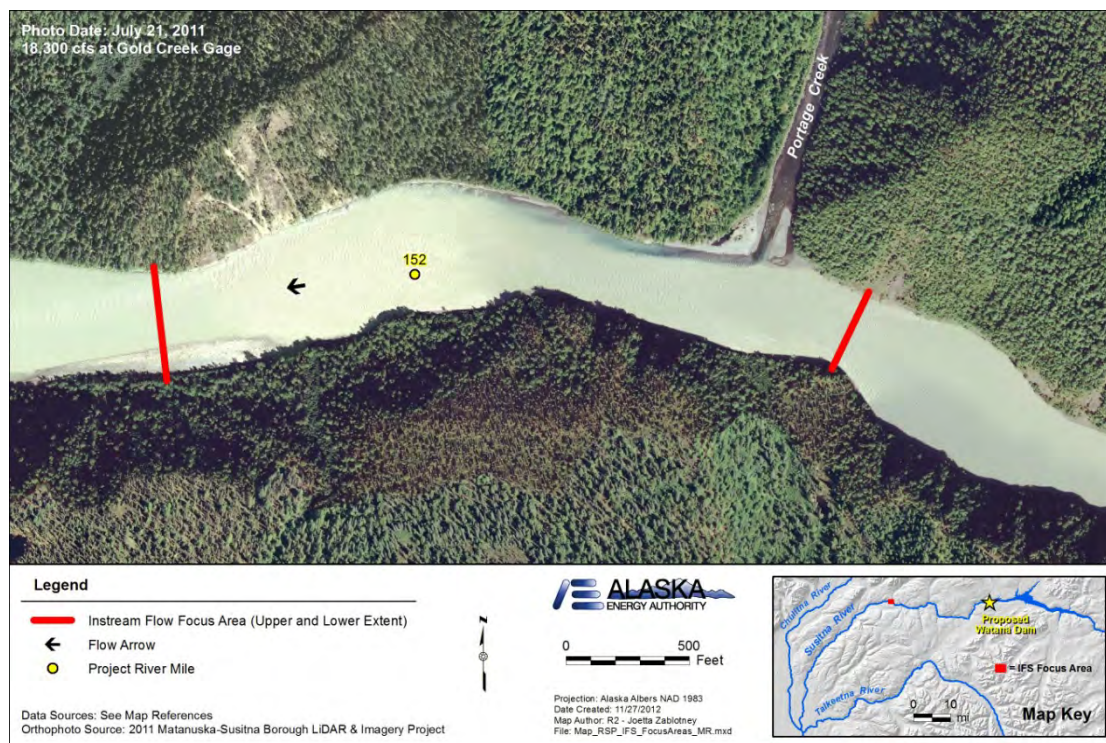 Photo Date: July 21, 2011
18,300 cfs at Gold Creek Gage
Portage Creek
152
Legend
Instream Flow Focus Area (Upper and Lower Extent)
Flow Arrow
Project River Mile
Data Sources: See Map References
Orthophoto Source: 2011 Matanuska-Susitna Borough LiDAR & Imagery Project
N
ALASKA
ENERGY AUTHORITY
0 500
Feet
Projection: Alaska Albers NAD 1983
Date Created: 11/27/2012
Map Author: R2 - Joetta Zablotney
File: Map_RSP_IFS_FocusAreas_MR.mxd
Chulitna River
Susitna River
Talkeetna River
Proposed
Watana Dam
= IFS Focus Area
0 10
mi
Map Key